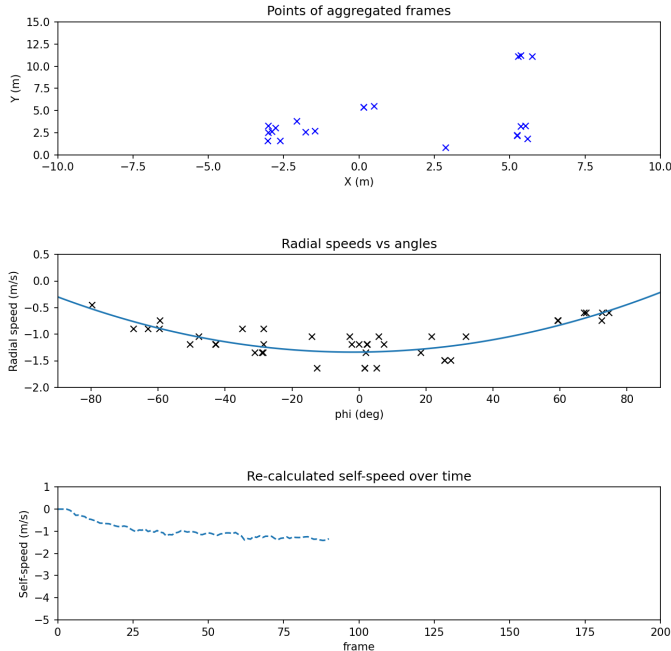 Points of aggregated frames
15.0
12.5
10.0
7.5
5.0
2.5
0.0
Y (m)
−10.0 −7.5 −5.0 −2.5 0.0 2.5 5.0 7.5 10.0
X (m)
Radial speeds vs angles
0.5
0.0
−0.5
−1.0
−1.5
−2.0
Radial speed (m/s)
−80 −60 −40 −20 0 20 40 60 80
phi (deg)
Re-calculated self-speed over time
1
0
−1
−2
−3
−4
−5
Self-speed (m/s)
0 25 50 75 100 125 150 175 200
frame